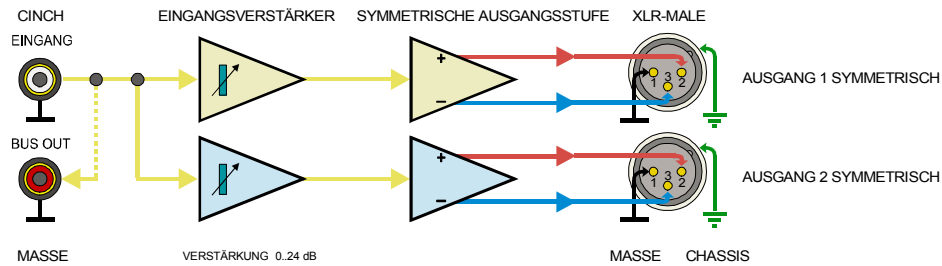 CINCH EINGANGSVERSTÄRKER SYMMETRISCHE AUSGANGSSTUFE XLR-MALE
EINGANG
+
−
1 3 2
AUSGANG 1 SYMMETRISCH
BUS OUT
+
−
1 3 2
AUSGANG 2 SYMMETRISCH
MASSE VERSTÄRKUNG 0..24 dB MASSE CHASSIS